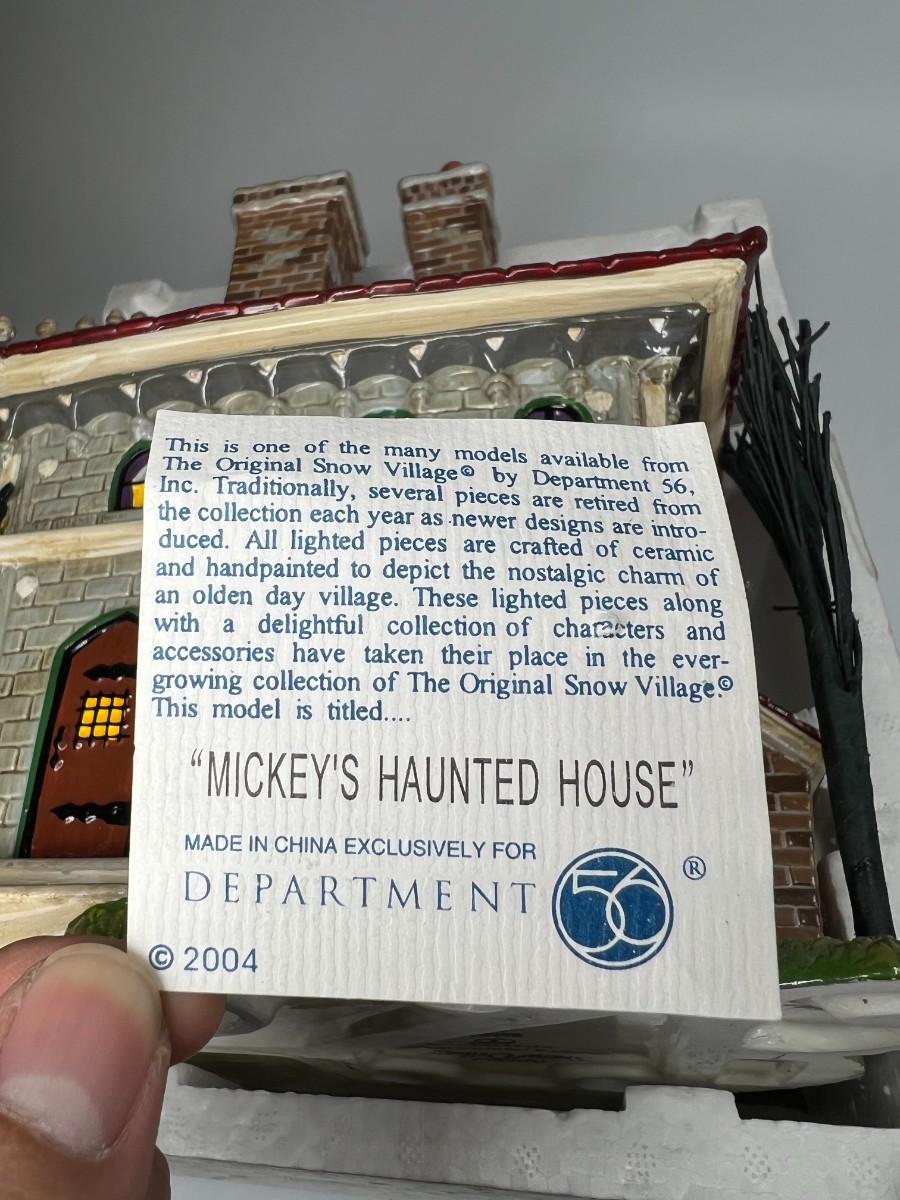 This is one of the many models available from
The Original Snow Village© by Department 56,
Inc. Traditionally, several pieces are retired from
the collection each year as newer designs are intro-
duced. All lighted pieces are crafted of ceramic
and handpainted to depict the nostalgic charm of
an olden day village. These lighted pieces along
with a delightful collection of characters and
accessories have taken their place in the ever-
growing collection of The Original Snow Village.©
This model is titled....
“MICKEY'S HAUNTED HOUSE”
MADE IN CHINA EXCLUSIVELY FOR
DEPARTMENT 56 ®
© 2004